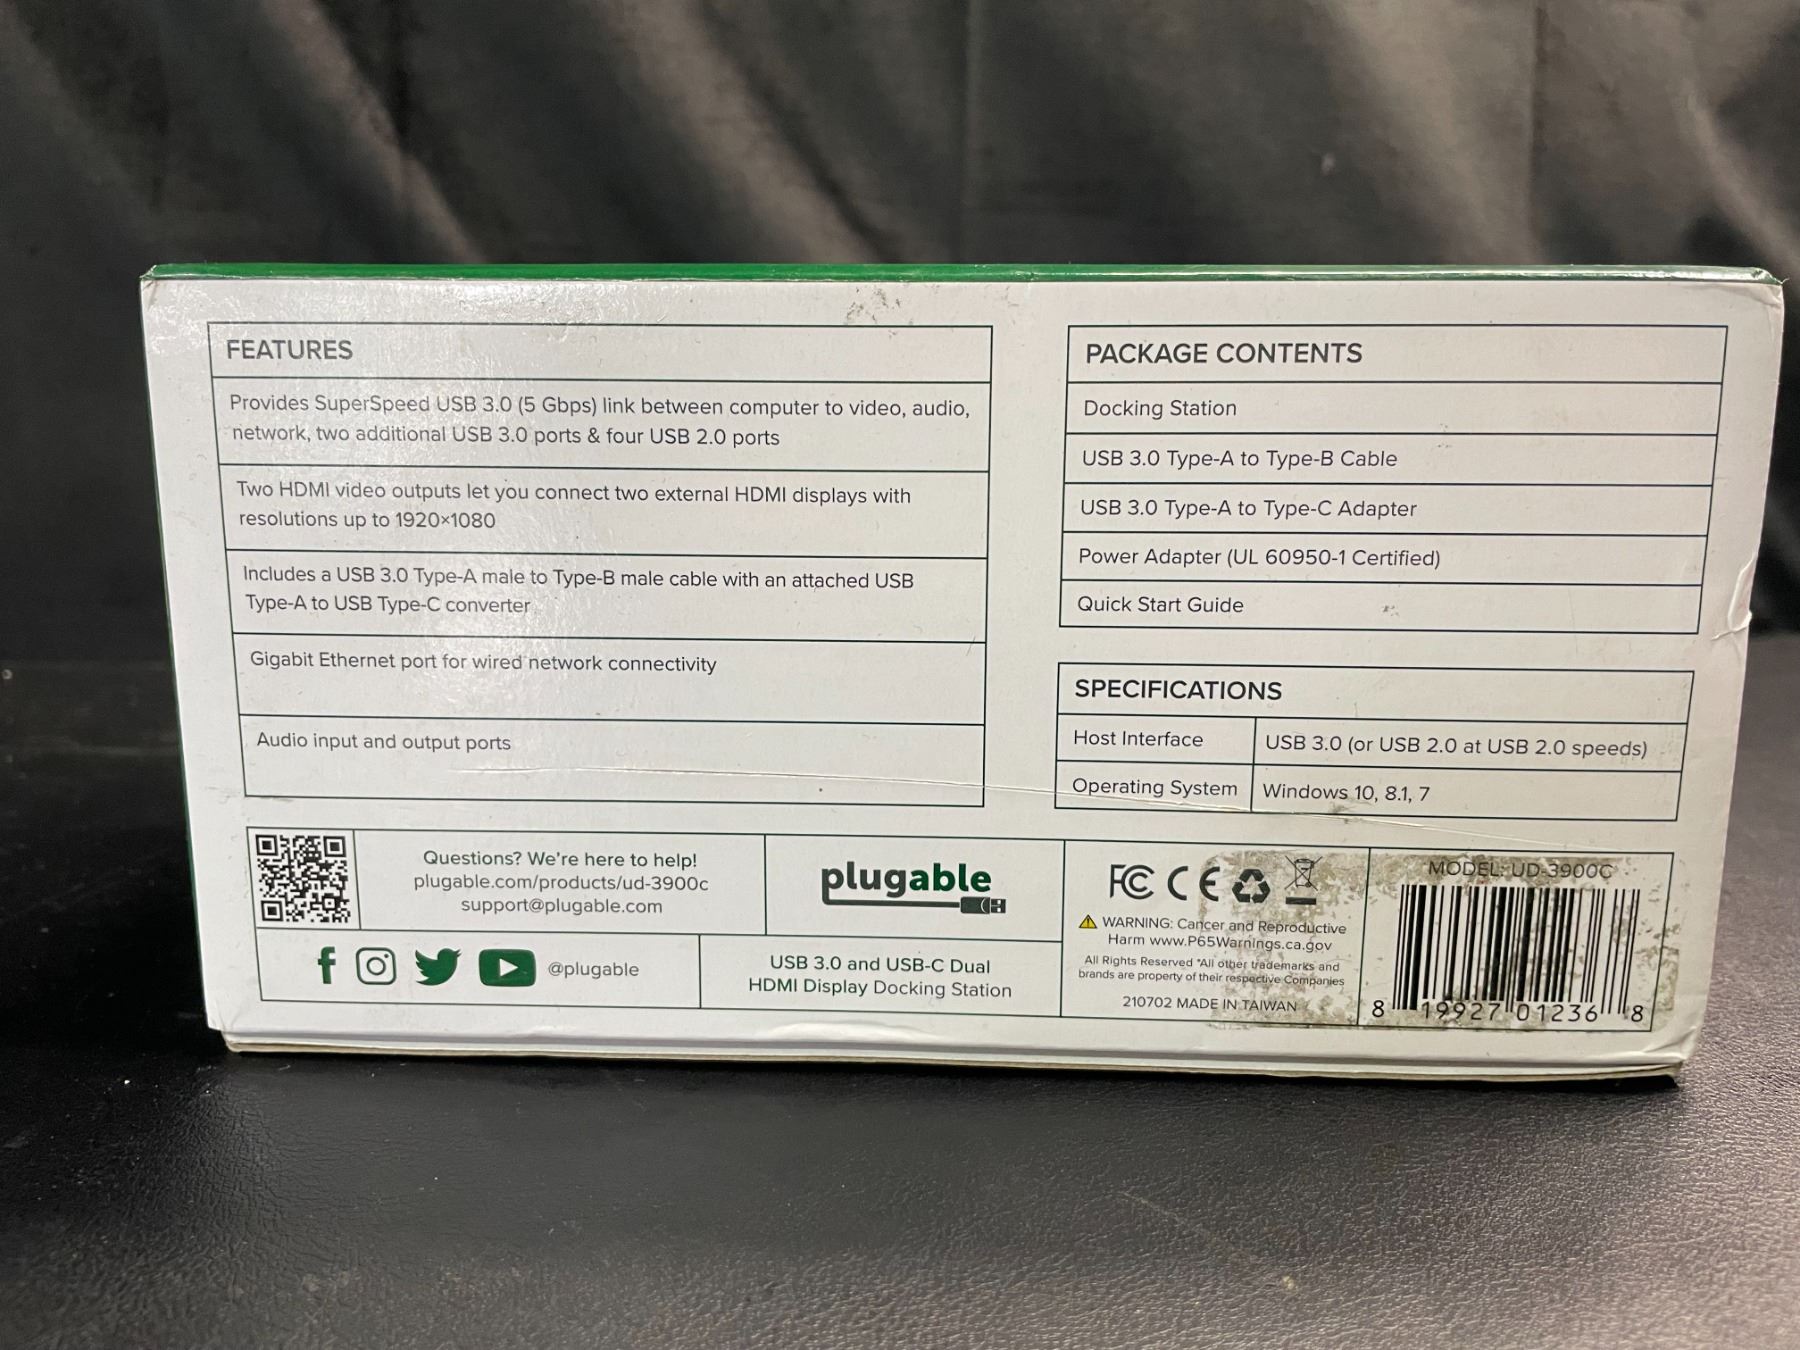 FEATURES
Provides SuperSpeed USB 3.0 (5 Gbps) link between computer to video, audio,
network, two additional USB 3.0 ports & four USB 2.0 ports
Two HDMI video outputs let you connect two external HDMI displays with
resolutions up to 1920×1080
Includes a USB 3.0 Type-A male to Type-B male cable with an attached USB
Type-A to USB Type-C converter
Gigabit Ethernet port for wired network connectivity
Audio input and output ports
PACKAGE CONTENTS
Docking Station
USB 3.0 Type-A to Type-B Cable
USB 3.0 Type-A to Type-C Adapter
Power Adapter (UL 60950-1 Certified)
Quick Start Guide
SPECIFICATIONS
Host Interface USB 3.0 (or USB 2.0 at USB 2.0 speeds)
Operating System Windows 10, 8.1, 7
Questions? We're here to help!
plugable.com/products/ud-3900c
support@plugable.com
plugable
@plugable
USB 3.0 and USB-C Dual
HDMI Display Docking Station
FC CE
WARNING: Cancer and Reproductive
Harm www.P65Warnings.ca.gov
All Rights Reserved *All other trademarks and
brands are property of their respective Companies
210702 MADE IN TAIWAN
MODEL: UD-3900C
8 19927 01236 8